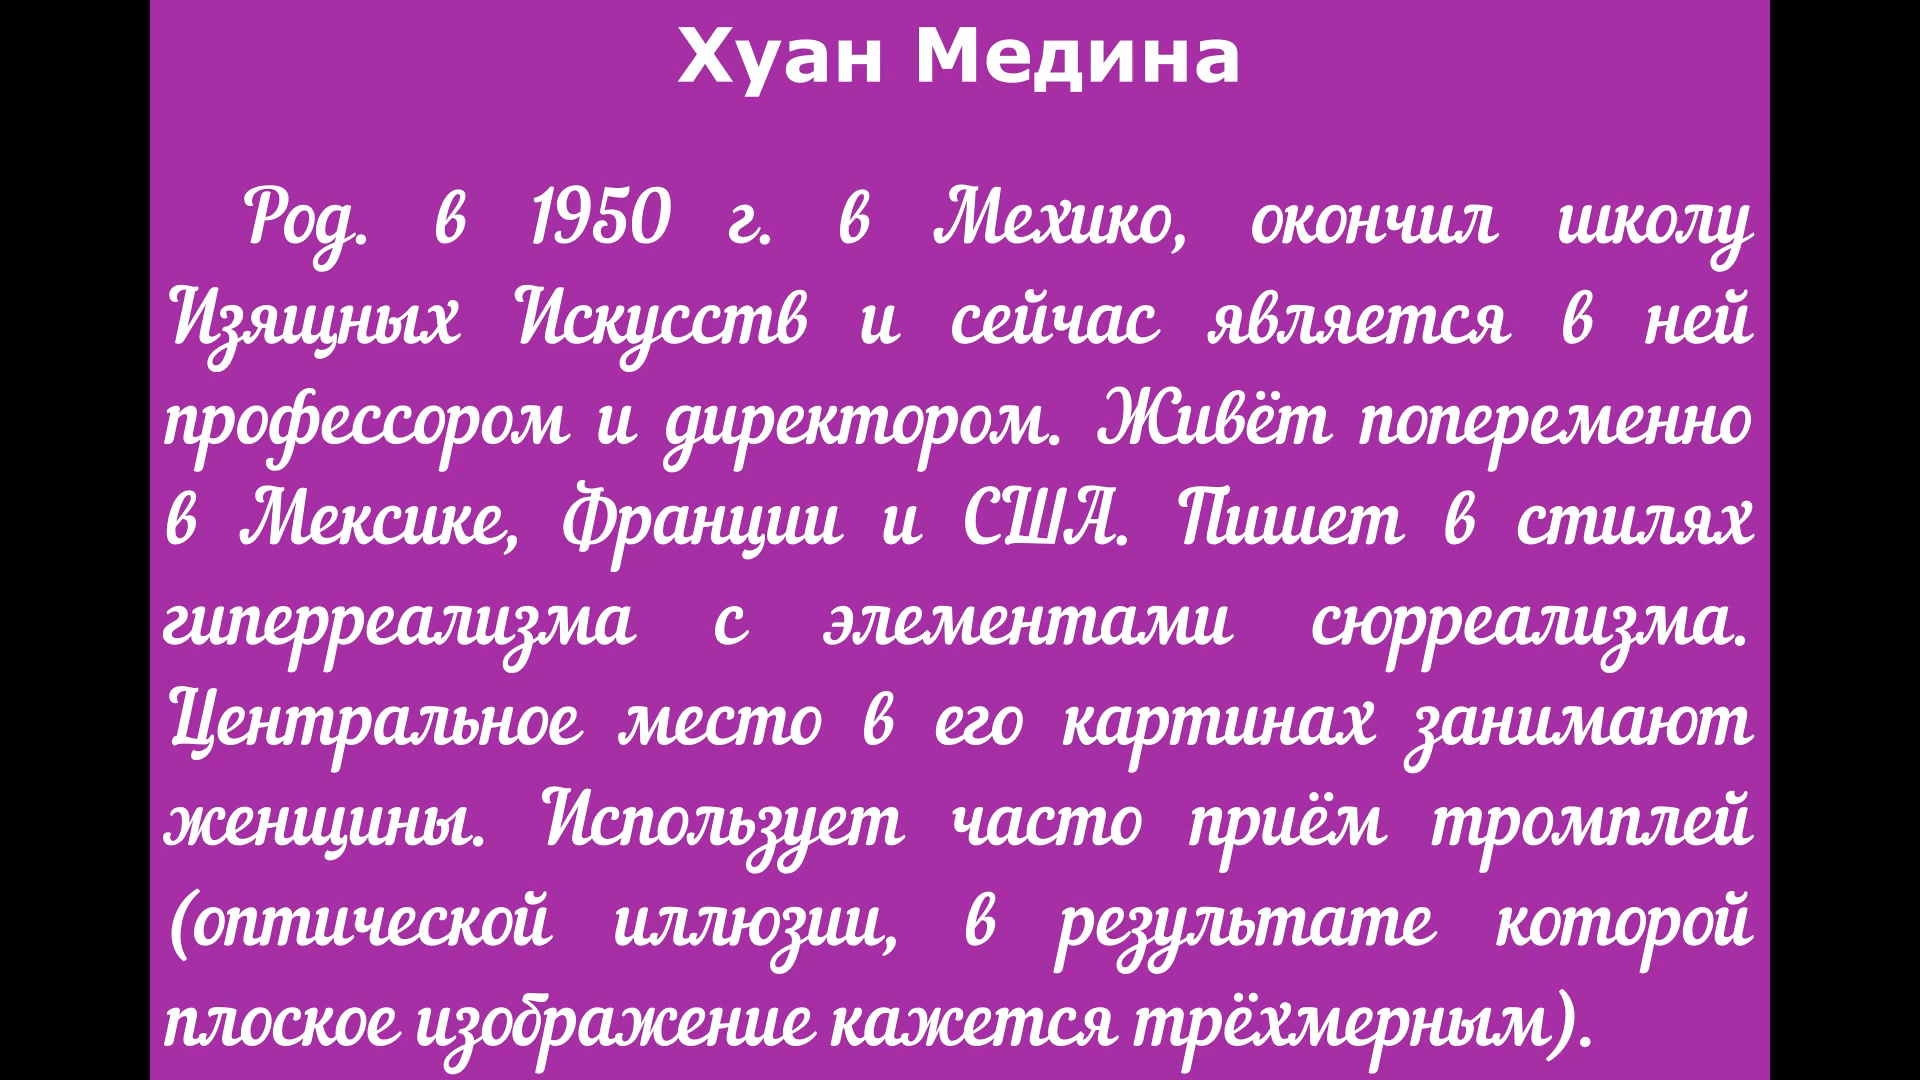 Хуан Медина
Род. в 1950 г. в Мехико, окончил школу
Изящных Искусств и сейчас является в ней
профессором и директором. Живёт попеременно
в Мексике, Франции и США. Пишет в стилях
гиперреализма с элементами сюрреализма.
Центральное место в его картинах занимают
женщины. Использует часто приём тромплей
(оптической иллюзии, в результате которой
плоское изображение кажется трёхмерным).